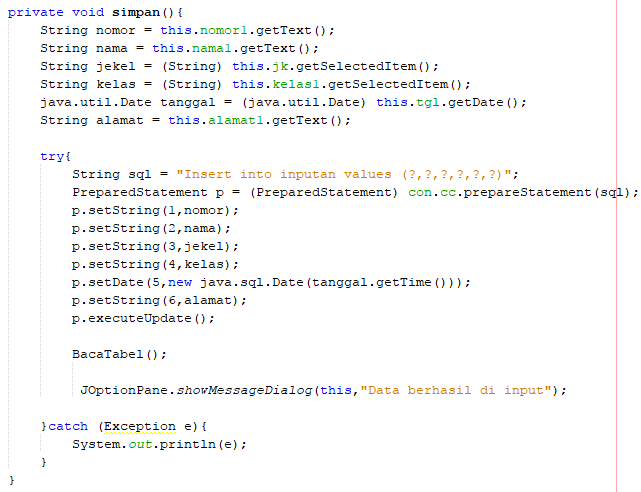 private void simpan(){
String nomor = this.nomor1.getText();
String nama = this.nama1.getText();
String jekel = (String) this.jk.getSelectedItem();
String kelas = (String) this.kelas1.getSelectedItem();
java.util.Date tanggal = (java.util.Date) this.tgl.getDate();
String alamat = this.alamat1.getText();
try{
String sql = "Insert into inputan values (?,?,?,?,?,?)";
PreparedStatement p = (PreparedStatement) con.cc.prepareStatement(sql);
p.setString(1,nomor);
p.setString(2,nama);
p.setString(3,jekel);
p.setString(4,kelas);
p.setDate(5,new java.sql.Date(tanggal.getTime()));
p.setString(6,alamat);
p.executeUpdate();
BacaTabel();
JOptionPane.showMessageDialog(this,"Data berhasil di input");
}catch (Exception e){
System.out.println(e);
}
}